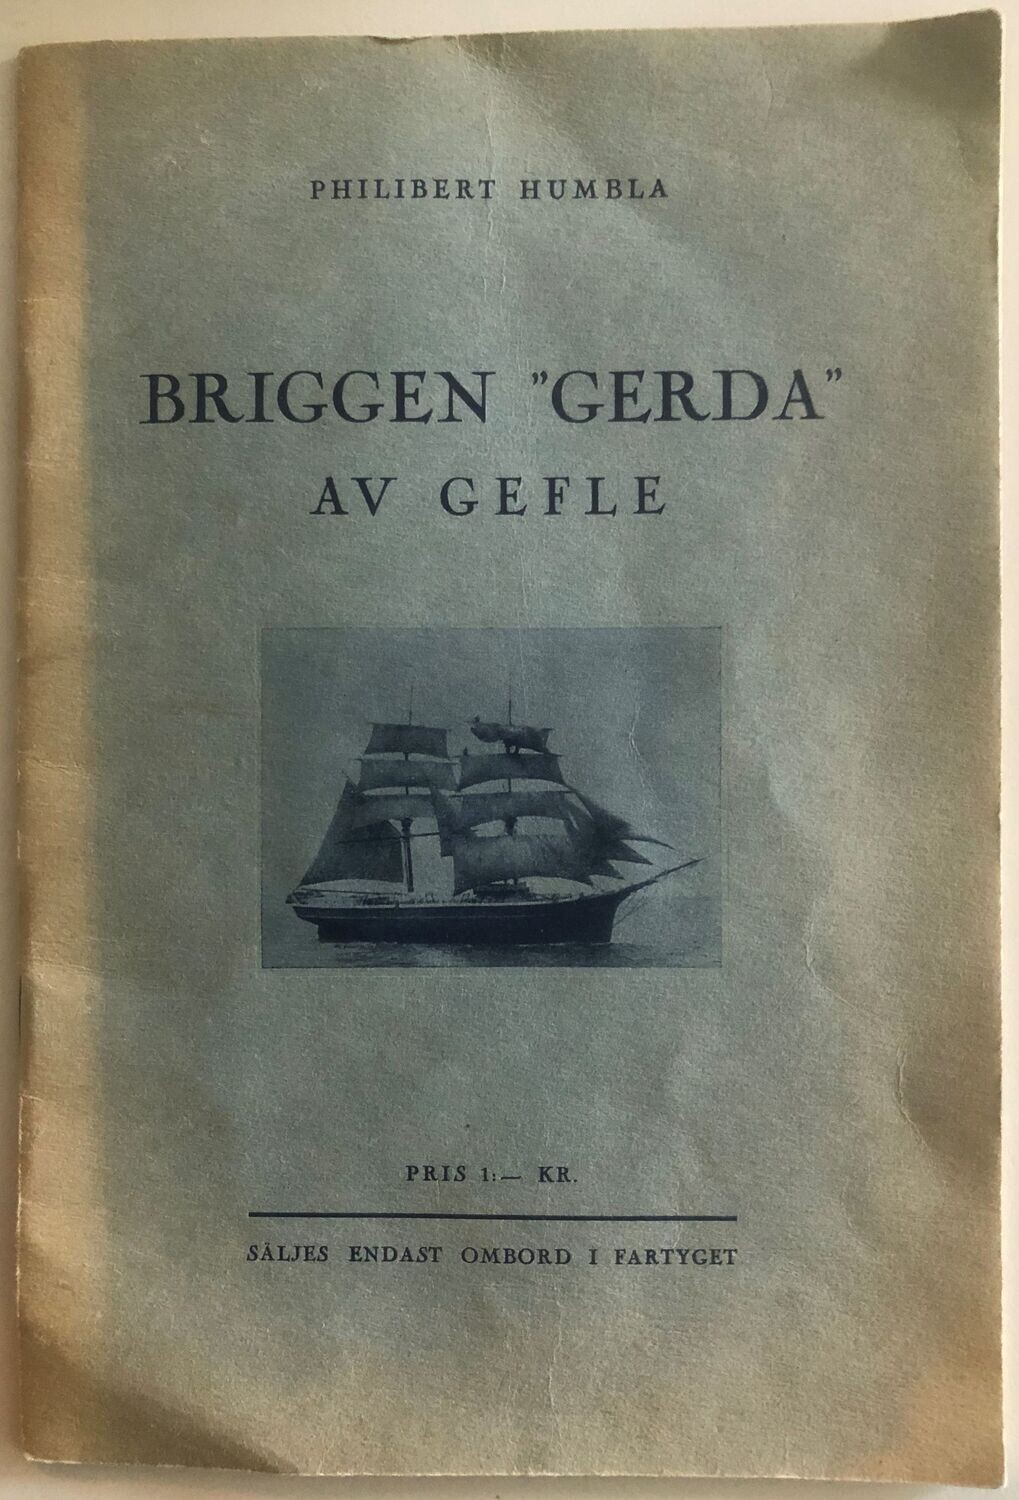 PHILIBERT HUMBLA
BRIGGEN ”GERDA”
AV GEFLE
PRIS 1:— KR.
SÄLJES ENDAST OMBORD I FARTYGET